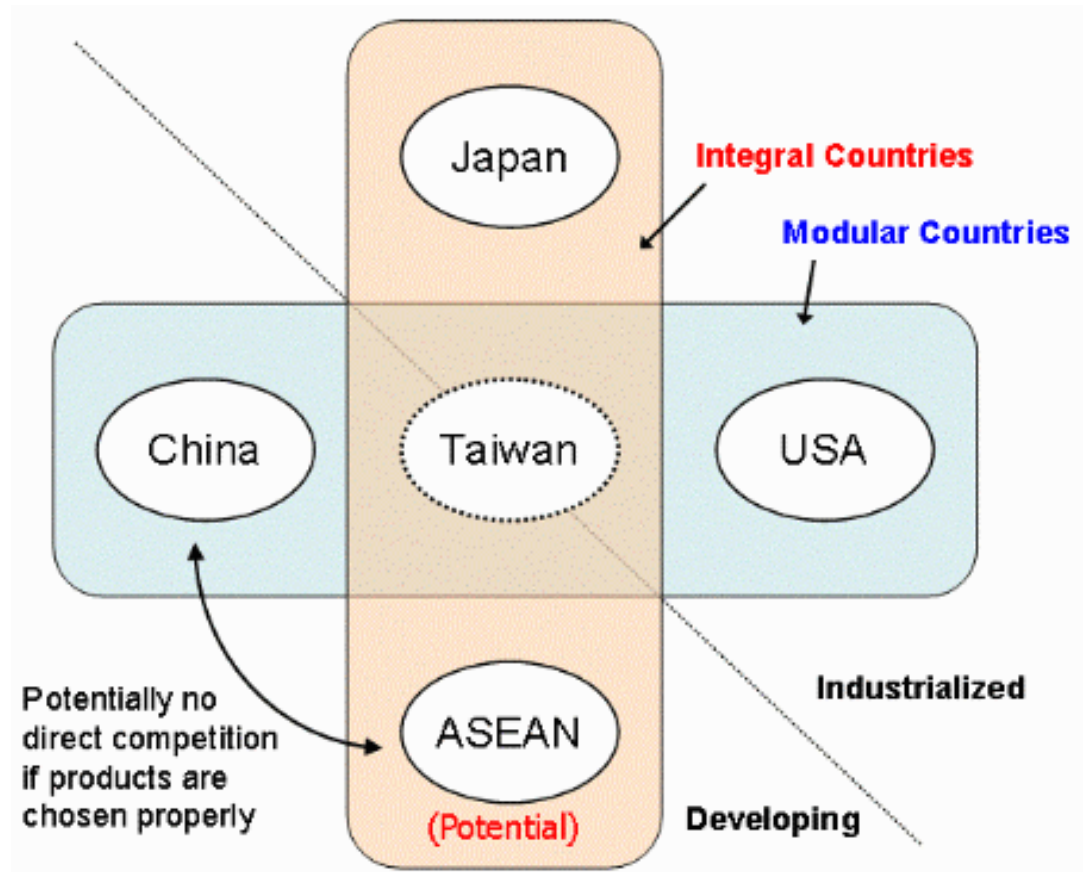 Japan
Integral Countries
Modular Countries
China
Taiwan
USA
Potentially no
direct competition
if products are
chosen properly
ASEAN
(Potential)
Industrialized
Developing